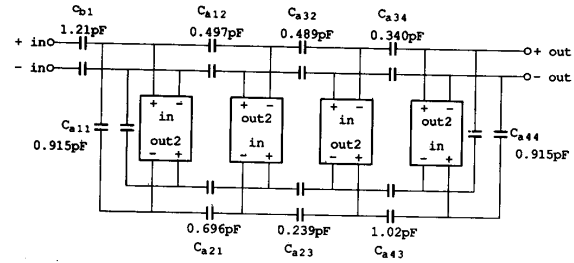 Cb1 Ca12 Ca32 Ca34
1.21pF 0.497pF 0.489pF 0.340pF
+ in + out
- in - out
+ - + - + - + -
in out2 in out2
out2 in out2 in
- + - + - + - +
Ca11 Ca44
0.915pF 0.915pF
0.696pF 0.239pF 1.02pF
Ca21 Ca23 Ca43